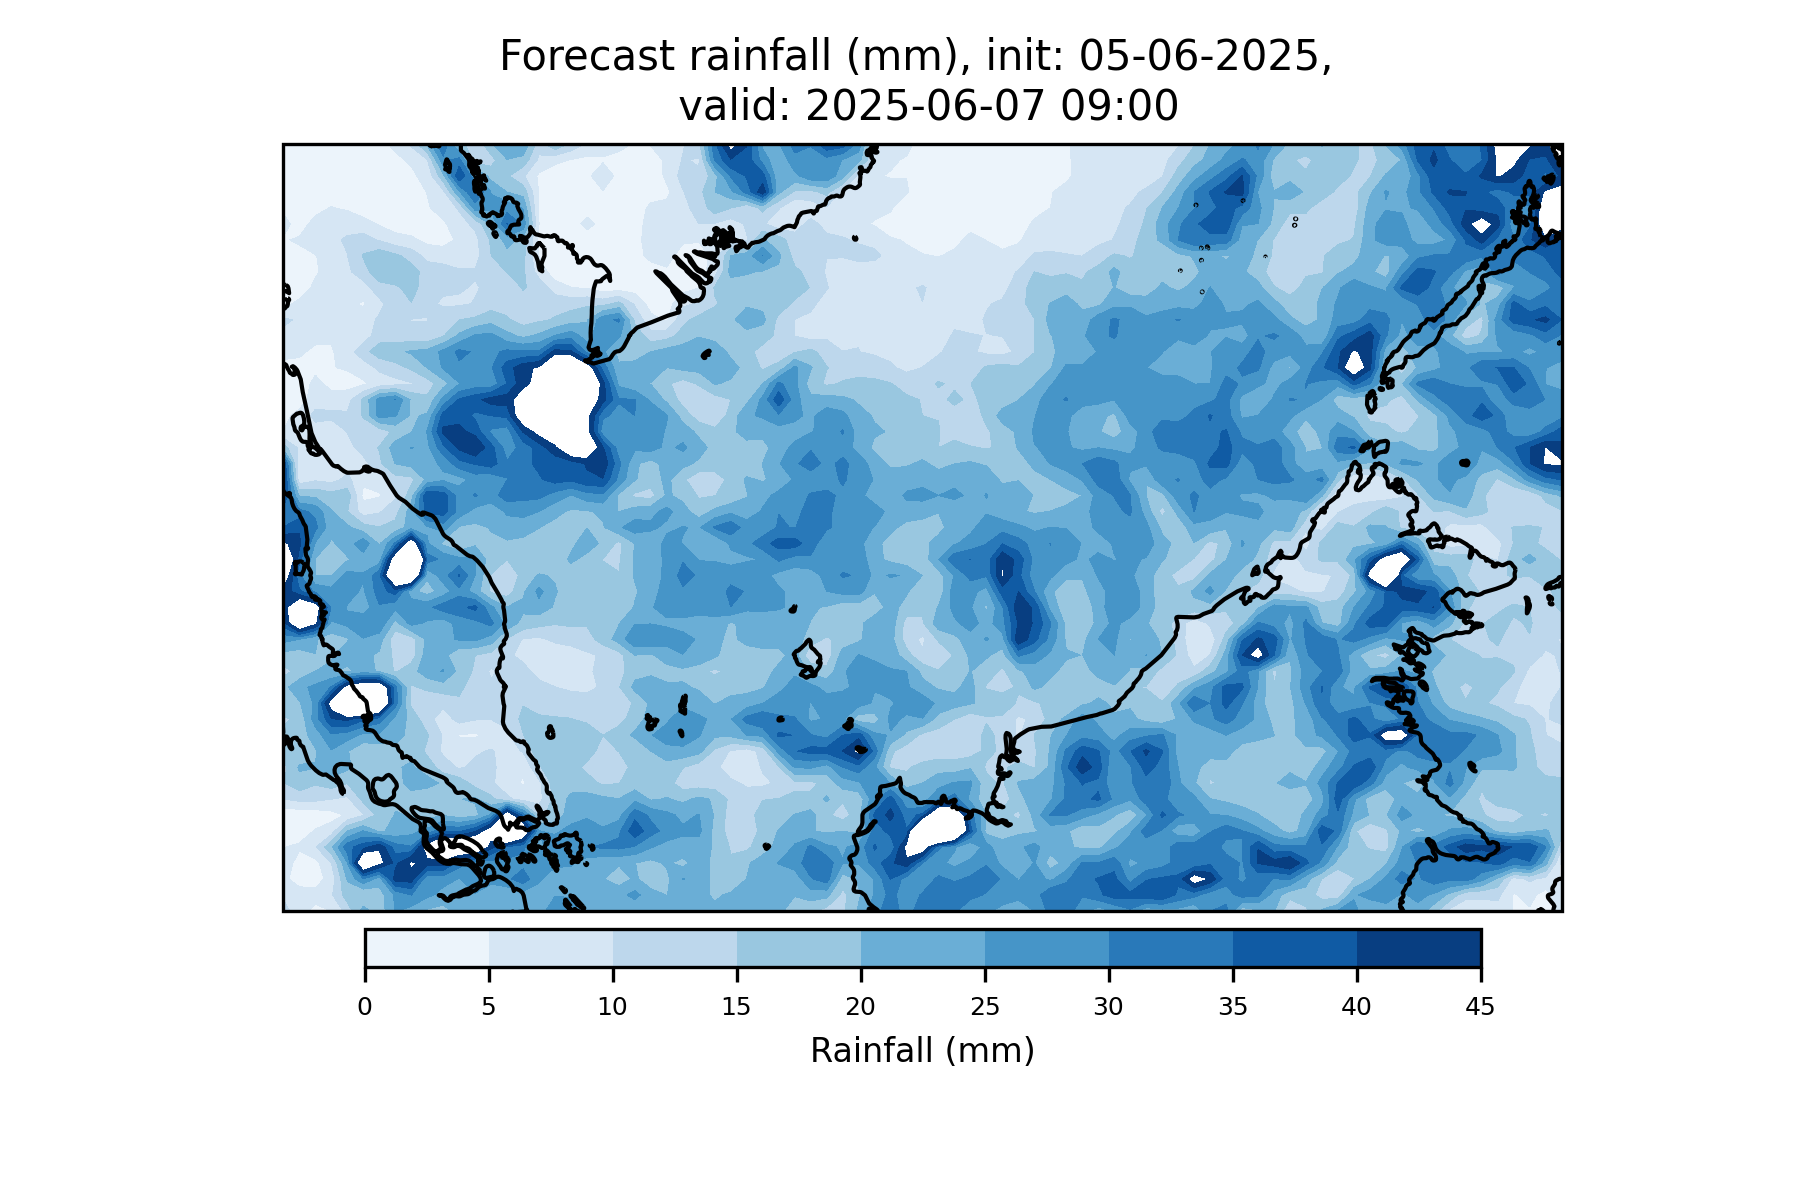 Forecast rainfall (mm), init: 05-06-2025,
valid: 2025-06-07 09:00
0 5 10 15 20 25 30 35 40 45
Rainfall (mm)